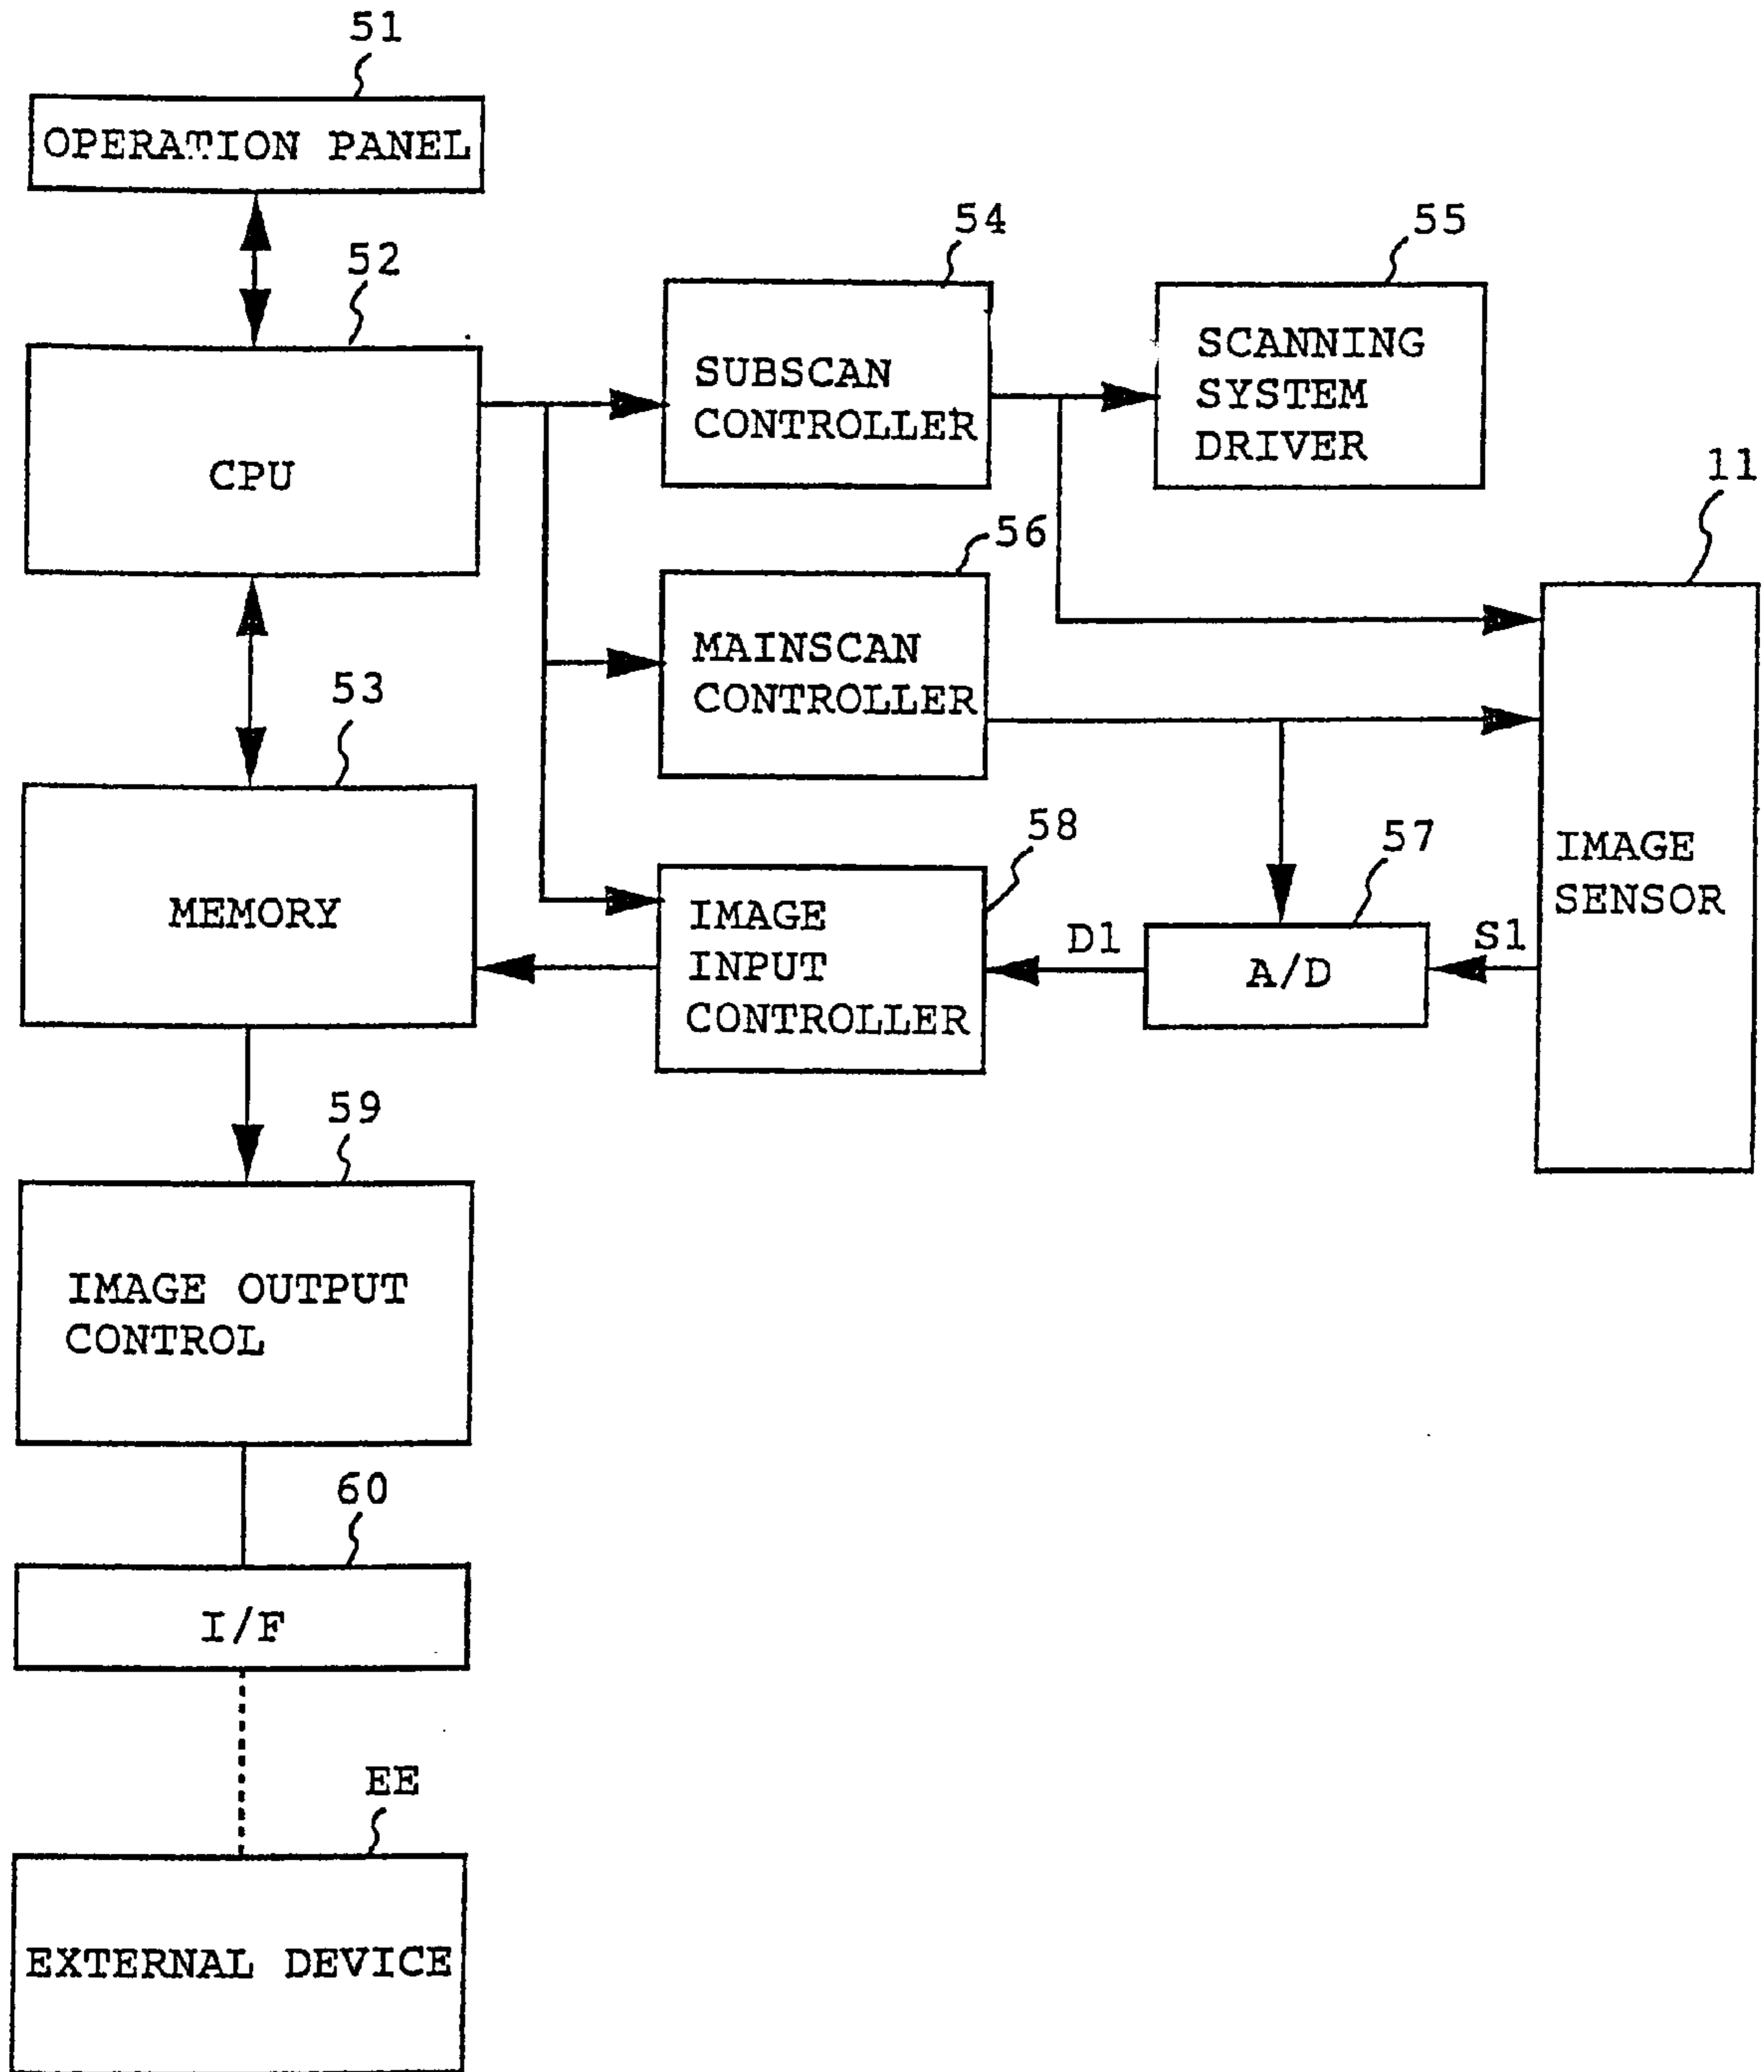 51
OPERATION PANEL
52
CPU
53
MEMORY
54
SUBSCAN
CONTROLLER
55
SCANNING
SYSTEM
DRIVER
56
MAINSCAN
CONTROLLER
11
IMAGE
SENSOR
57
A/D
S1
D1
58
IMAGE
INPUT
CONTROLLER
59
IMAGE OUTPUT
CONTROL
60
I/F
EE
EXTERNAL DEVICE